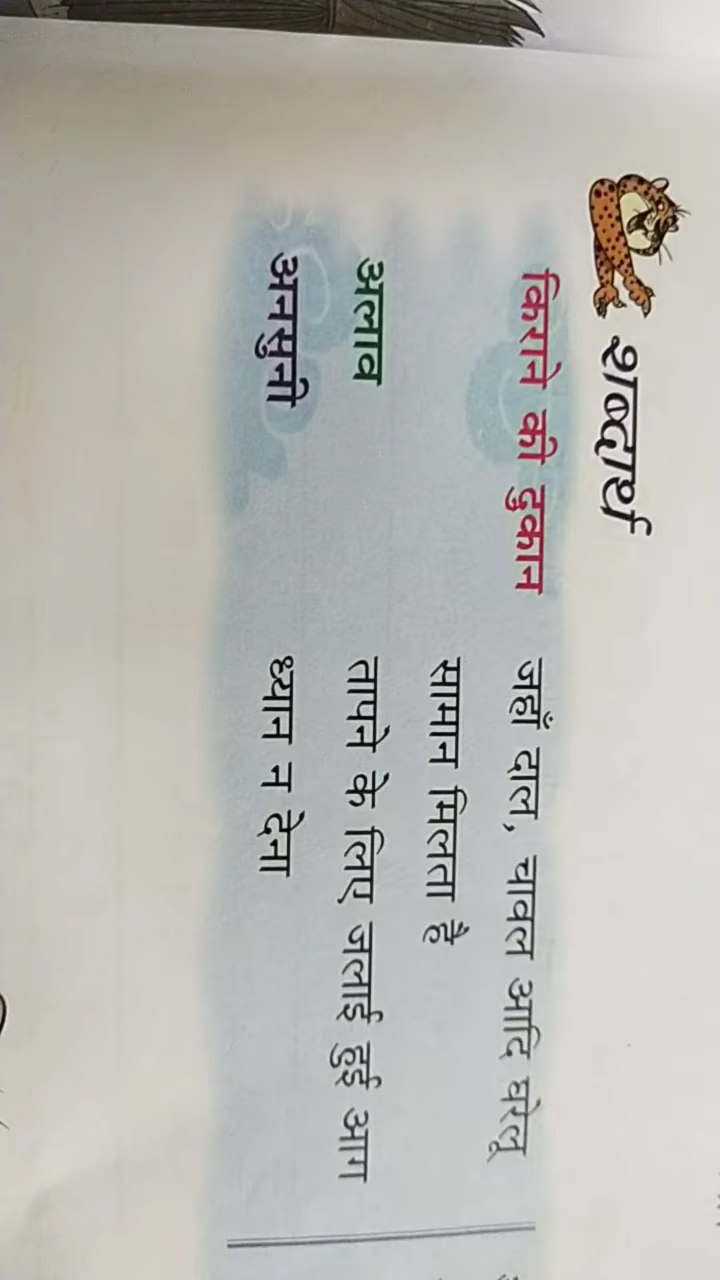 शब्दार्थ
किराने की दुकान जहाँ दाल, चावल आदि घरेलू
सामान मिलता है
अलाव तापने के लिए जलाई हुई आग
अनसुनी ध्यान न देना